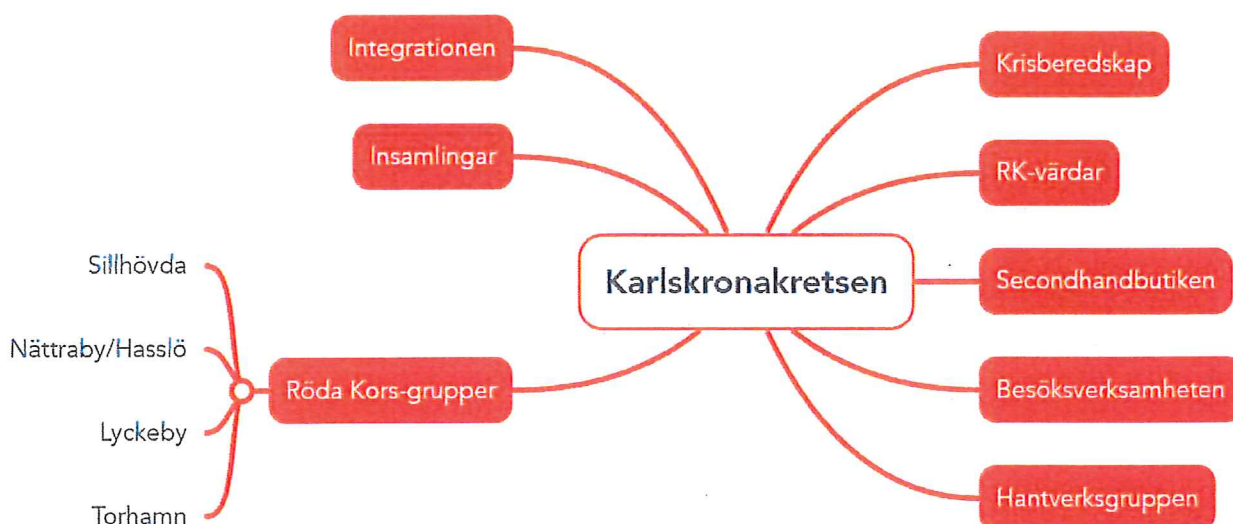 Integrationen
Insamlingar
Krisberedskap
RK-värdar
Karlskronakretsen
Secondhandbutiken
Besöksverksamheten
Hantverksgruppen
Röda Kors-grupper
Sillhövda
Nättraby/Hasslö
Lyckeby
Torhamn